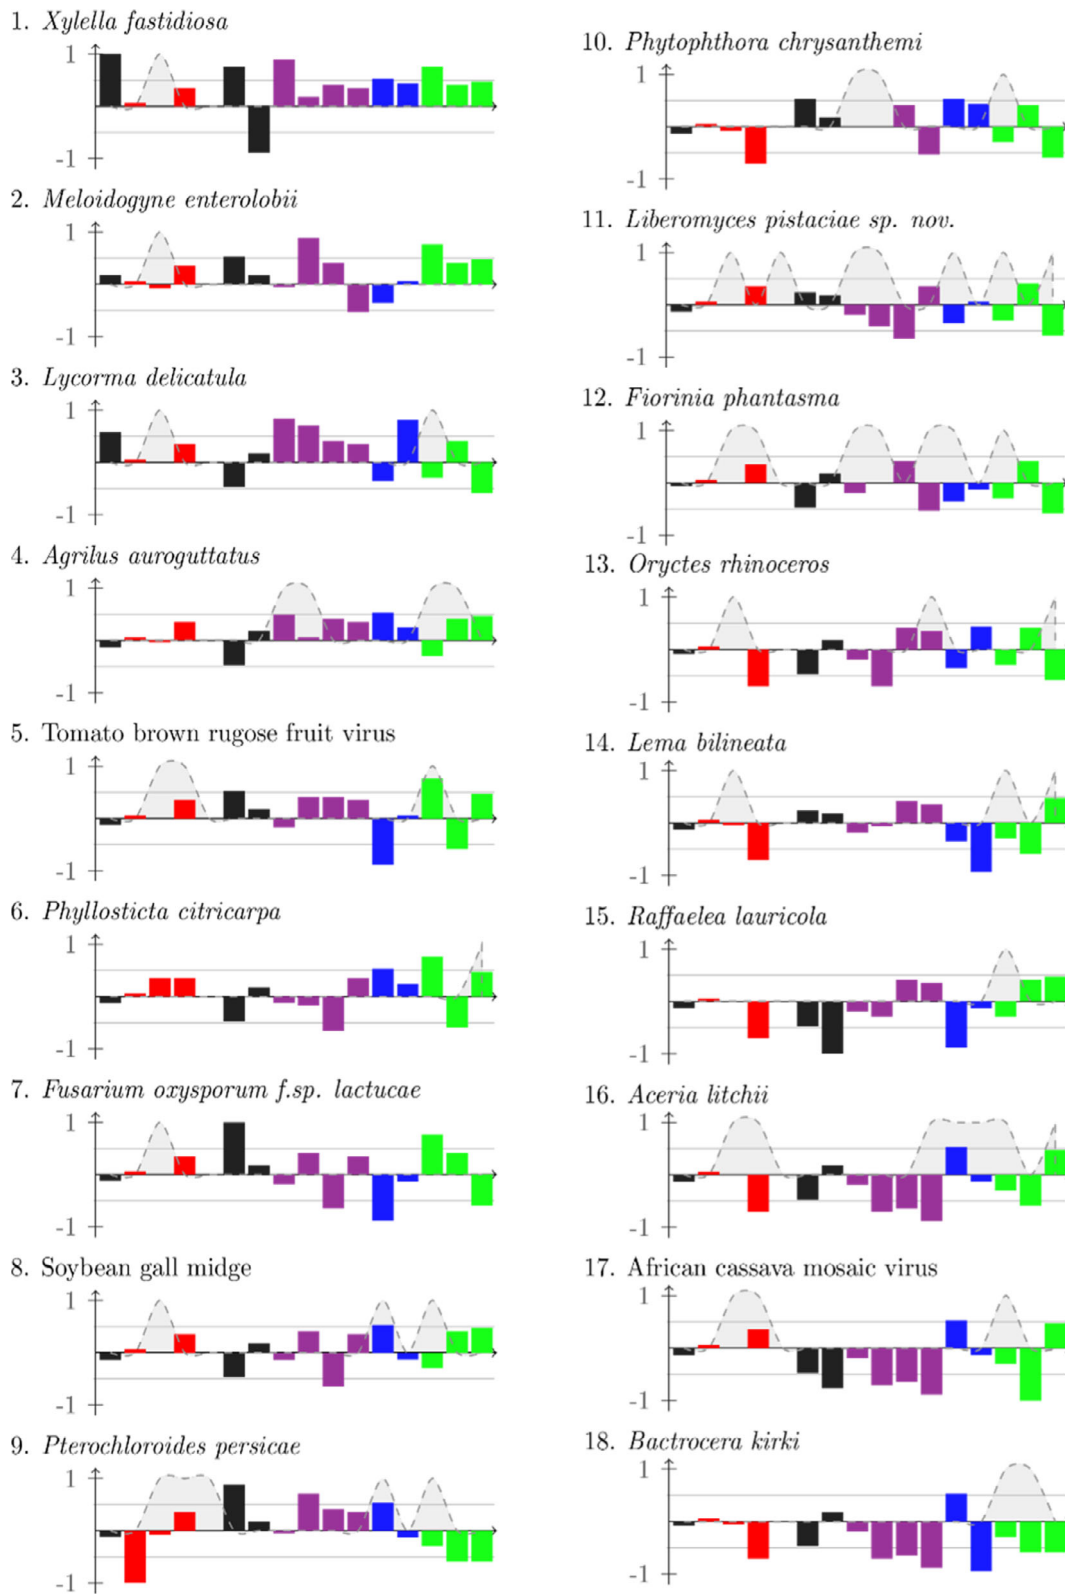 1. Xylella fastidiosa
1
-1
2. Meloidogyne enterolobii
1
-1
3. Lycorma delicatula
1
-1
4. Agrilus auroguttatus
1
-1
5. Tomato brown rugose fruit virus
1
-1
6. Phyllosticta citricarpa
1
-1
7. Fusarium oxysporum f.sp. lactucae
1
-1
8. Soybean gall midge
1
-1
9. Pterochloroides persicae
1
-1
10. Phytophthora chrysanthemi
1
-1
11. Liberomyces pistaciae sp. nov.
1
-1
12. Fiorinia phantasma
1
-1
13. Oryctes rhinoceros
1
-1
14. Lema bilineata
1
-1
15. Raffaelea lauricola
1
-1
16. Aceria litchii
1
-1
17. African cassava mosaic virus
1
-1
18. Bactrocera kirki
1
-1